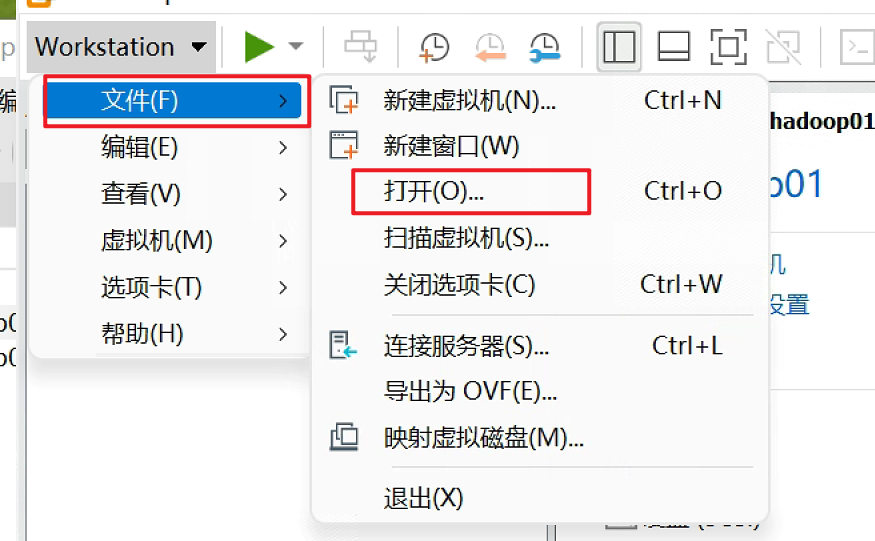 Workstation
文件(F)
编辑(E)
查看(V)
虚拟机(M)
选项卡(T)
帮助(H)
新建虚拟机(N)... Ctrl+N
新建窗口(W)
打开(O)... Ctrl+O
扫描虚拟机(S)...
关闭选项卡(C) Ctrl+W
连接服务器(S)... Ctrl+L
导出为 OVF(E)...
映射虚拟磁盘(M)...
退出(X)
hadoop01
p01
机
设置
编